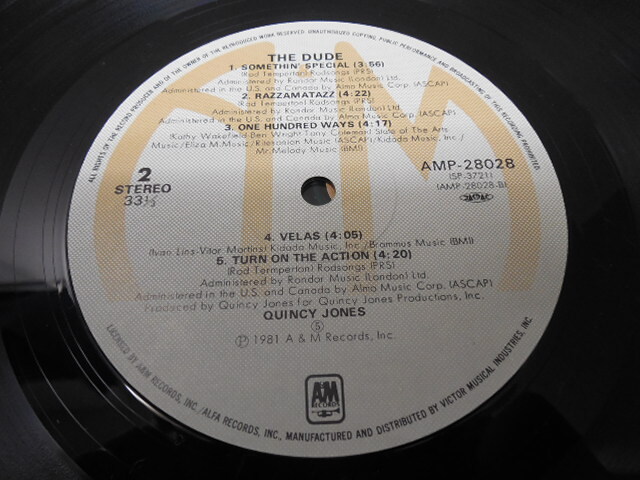 ALL RIGHTS OF THE RECORD PRODUCER AND OF THE OWNER OF THE REPRODUCED WORK RESERVED. UNAUTHORIZED COPYING, PUBLIC PERFORMANCE AND BROADCASTING OF THIS RECORDING PROHIBITED.
THE DUDE
1. SOMETHIN' SPECIAL (3:56)
(Rod Temperton) Rodsongs (PRS)
Administered by Rondor Music (London) Ltd.
Administered in the U.S. and Canada by Almo Music Corp. (ASCAP)
2. RAZZAMATAZZ (4:22)
(Rod Temperton) Rodsongs (PRS)
Administered by Rondor Music (London) Ltd.
Administered in the U.S. and Canada by Almo Music Corp. (ASCAP)
3. ONE HUNDRED WAYS (4:17)
(Kathy Wakefield-Ben Wright-Tony Coleman) State Of The Arts
Music/Eliza M. Music/Rileronian Music (ASCAP)/Kidada Music, Inc./
Mr. Melody Music (BMI)
2
STEREO
33⅓
AMP-28028
(SP-3721)
(AMP-28028-B)
4. VELAS (4:05)
(Ivan Lins-Vitor Martins) Kidada Music, Inc./Brammus Music (BMI)
5. TURN ON THE ACTION (4:20)
(Rod Termperton) Rodsongs (PRS)
Administered by Rondor Music (London) Ltd.
Administered in the U.S. and Canada by Almo Music Corp. (ASCAP)
Produced by Quincy Jones for Quincy Jones Productions, Inc.
QUINCY JONES
Ⓢ
Ⓟ 1981 A & M Records, Inc.
A&M
RECORDS
LICENSED BY A&M RECORDS, INC./ALFA RECORDS, INC., MANUFACTURED AND DISTRIBUTED BY VICTOR MUSICAL INDUSTRIES, INC.